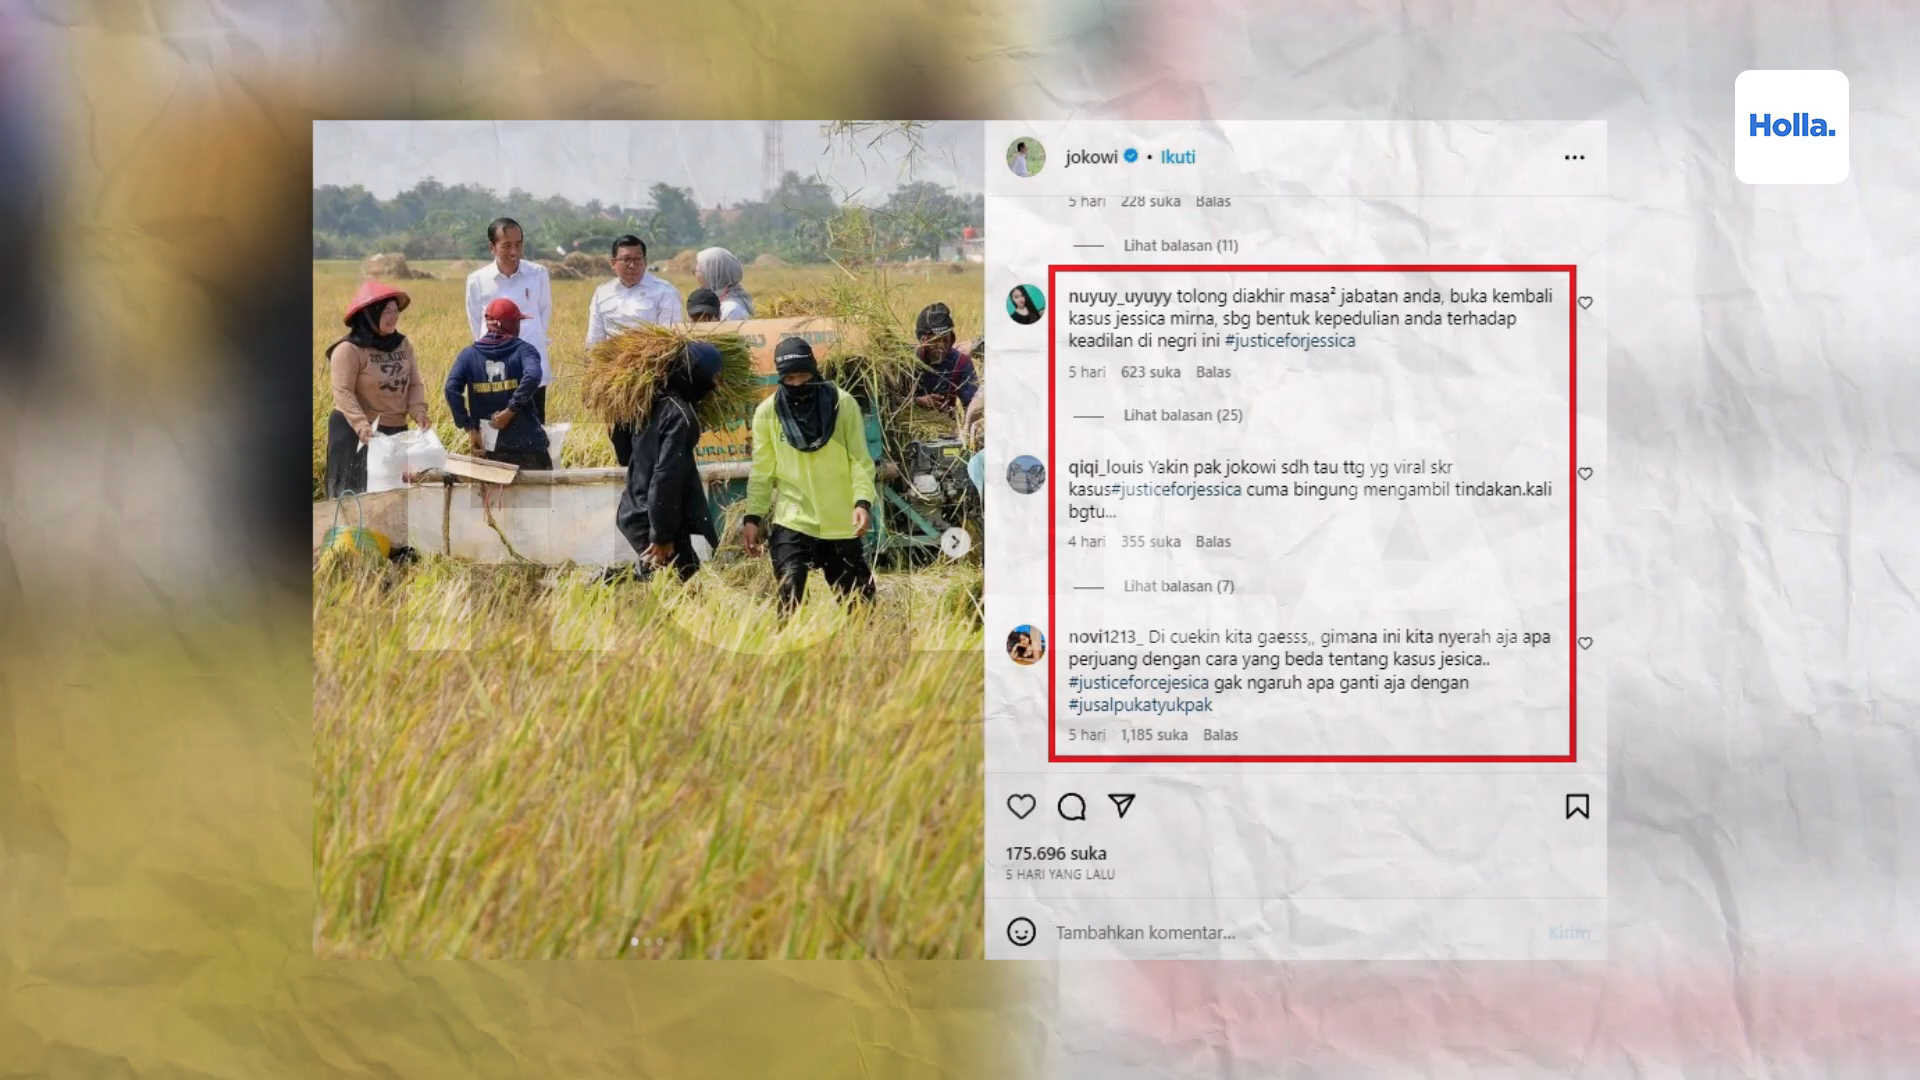 Holla.
jokowi • Ikuti
5 hari 228 suka Balas
Lihat balasan (11)
nuyuy_uyuyy tolong diakhir masa² jabatan anda, buka kembali
kasus jessica mirna, sbg bentuk kepedulian anda terhadap
keadilan di negri ini #justiceforjessica
5 hari 623 suka Balas
Lihat balasan (25)
qiqi_louis Yakin pak jokowi sdh tau ttg yg viral skr
kasus#justiceforjessica cuma bingung mengambil tindakan.kali
bgtu...
4 hari 355 suka Balas
Lihat balasan (7)
novi1213_ Di cuekin kita gaesss,, gimana ini kita nyerah aja apa
perjuang dengan cara yang beda tentang kasus jesica..
#justiceforcejesica gak ngaruh apa ganti aja dengan
#jusalpukatyukpak
5 hari 1,185 suka Balas
175.696 suka
5 HARI YANG LALU
Tambahkan komentar...
Kirim